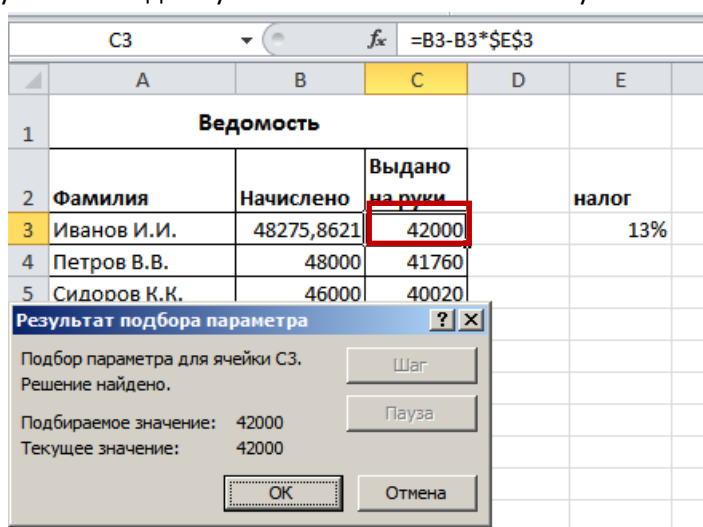 C3 fx =B3-B3*$E$3
A B C D E
1 Ведомость
2 Фамилия Начислено Выдано на руки налог
3 Иванов И.И. 48275,8621 42000 13%
4 Петров В.В. 48000 41760
5 Сидоров К.К. 46000 40020
Результат подбора параметра
Подбор параметра для ячейки C3.
Решение найдено.
Подбираемое значение: 42000
Текущее значение: 42000
Шаг
Пауза
ОК Отмена